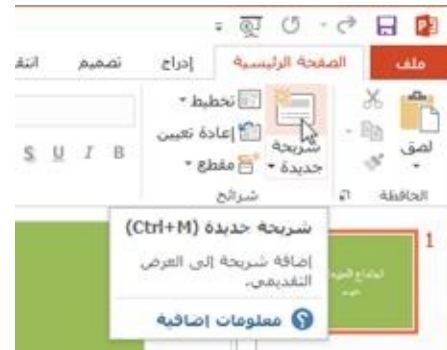 ملف
الصفحة الرئيسية
إدراج
تصميم
لصق
الحافظة
شريحة
جديدة
تخطيط
إعادة تعيين
مقطع
شرائح
B I U S
شريحة جديدة (Ctrl+M)
إضافة شريحة إلى العرض
التقديمي.
معلومات إضافية
1